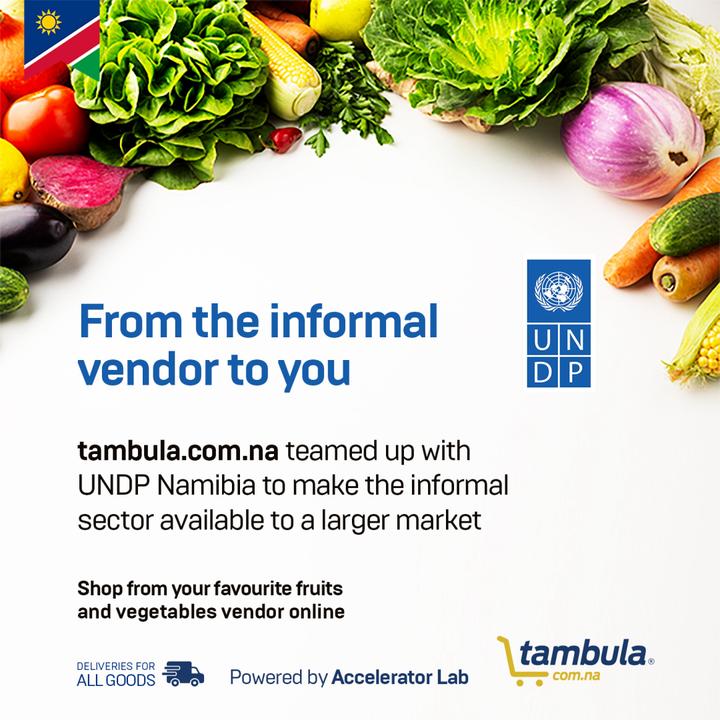 From the informal
vendor to you
UN
DP
tambula.com.na teamed up with
UNDP Namibia to make the informal
sector available to a larger market
Shop from your favourite fruits
and vegetables vendor online
DELIVERIES FOR
ALL GOODS
Powered by Accelerator Lab
tambula®
com.na